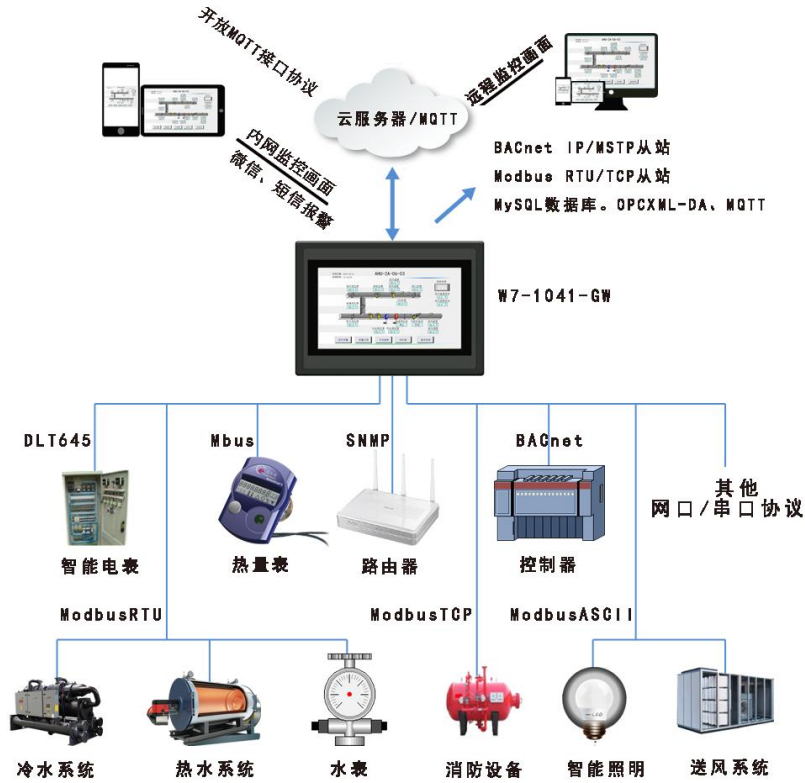 开放MQTT接口协议
云服务器/MQTT
远程监控画面
内网监控画面
微信、短信报警
BACnet IP/MSTP从站
Modbus RTU/TCP从站
MySQL数据库。OPCXML-DA、MQTT
AHU-2A-06-03
W7-1041-GW
DLT645
Mbus
SNMP
BACnet
其他
网口/串口协议
智能电表
热量表
路由器
控制器
ModbusRTU
ModbusTCP
ModbusASCII
冷水系统
热水系统
水表
消防设备
智能照明
送风系统